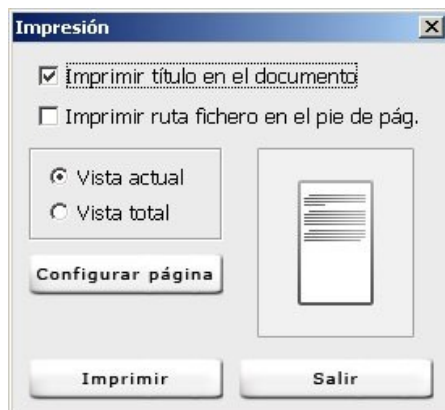 Impresión
Imprimir título en el documento
Imprimir ruta fichero en el pie de pág.
Vista actual
Vista total
Configurar página
Imprimir
Salir